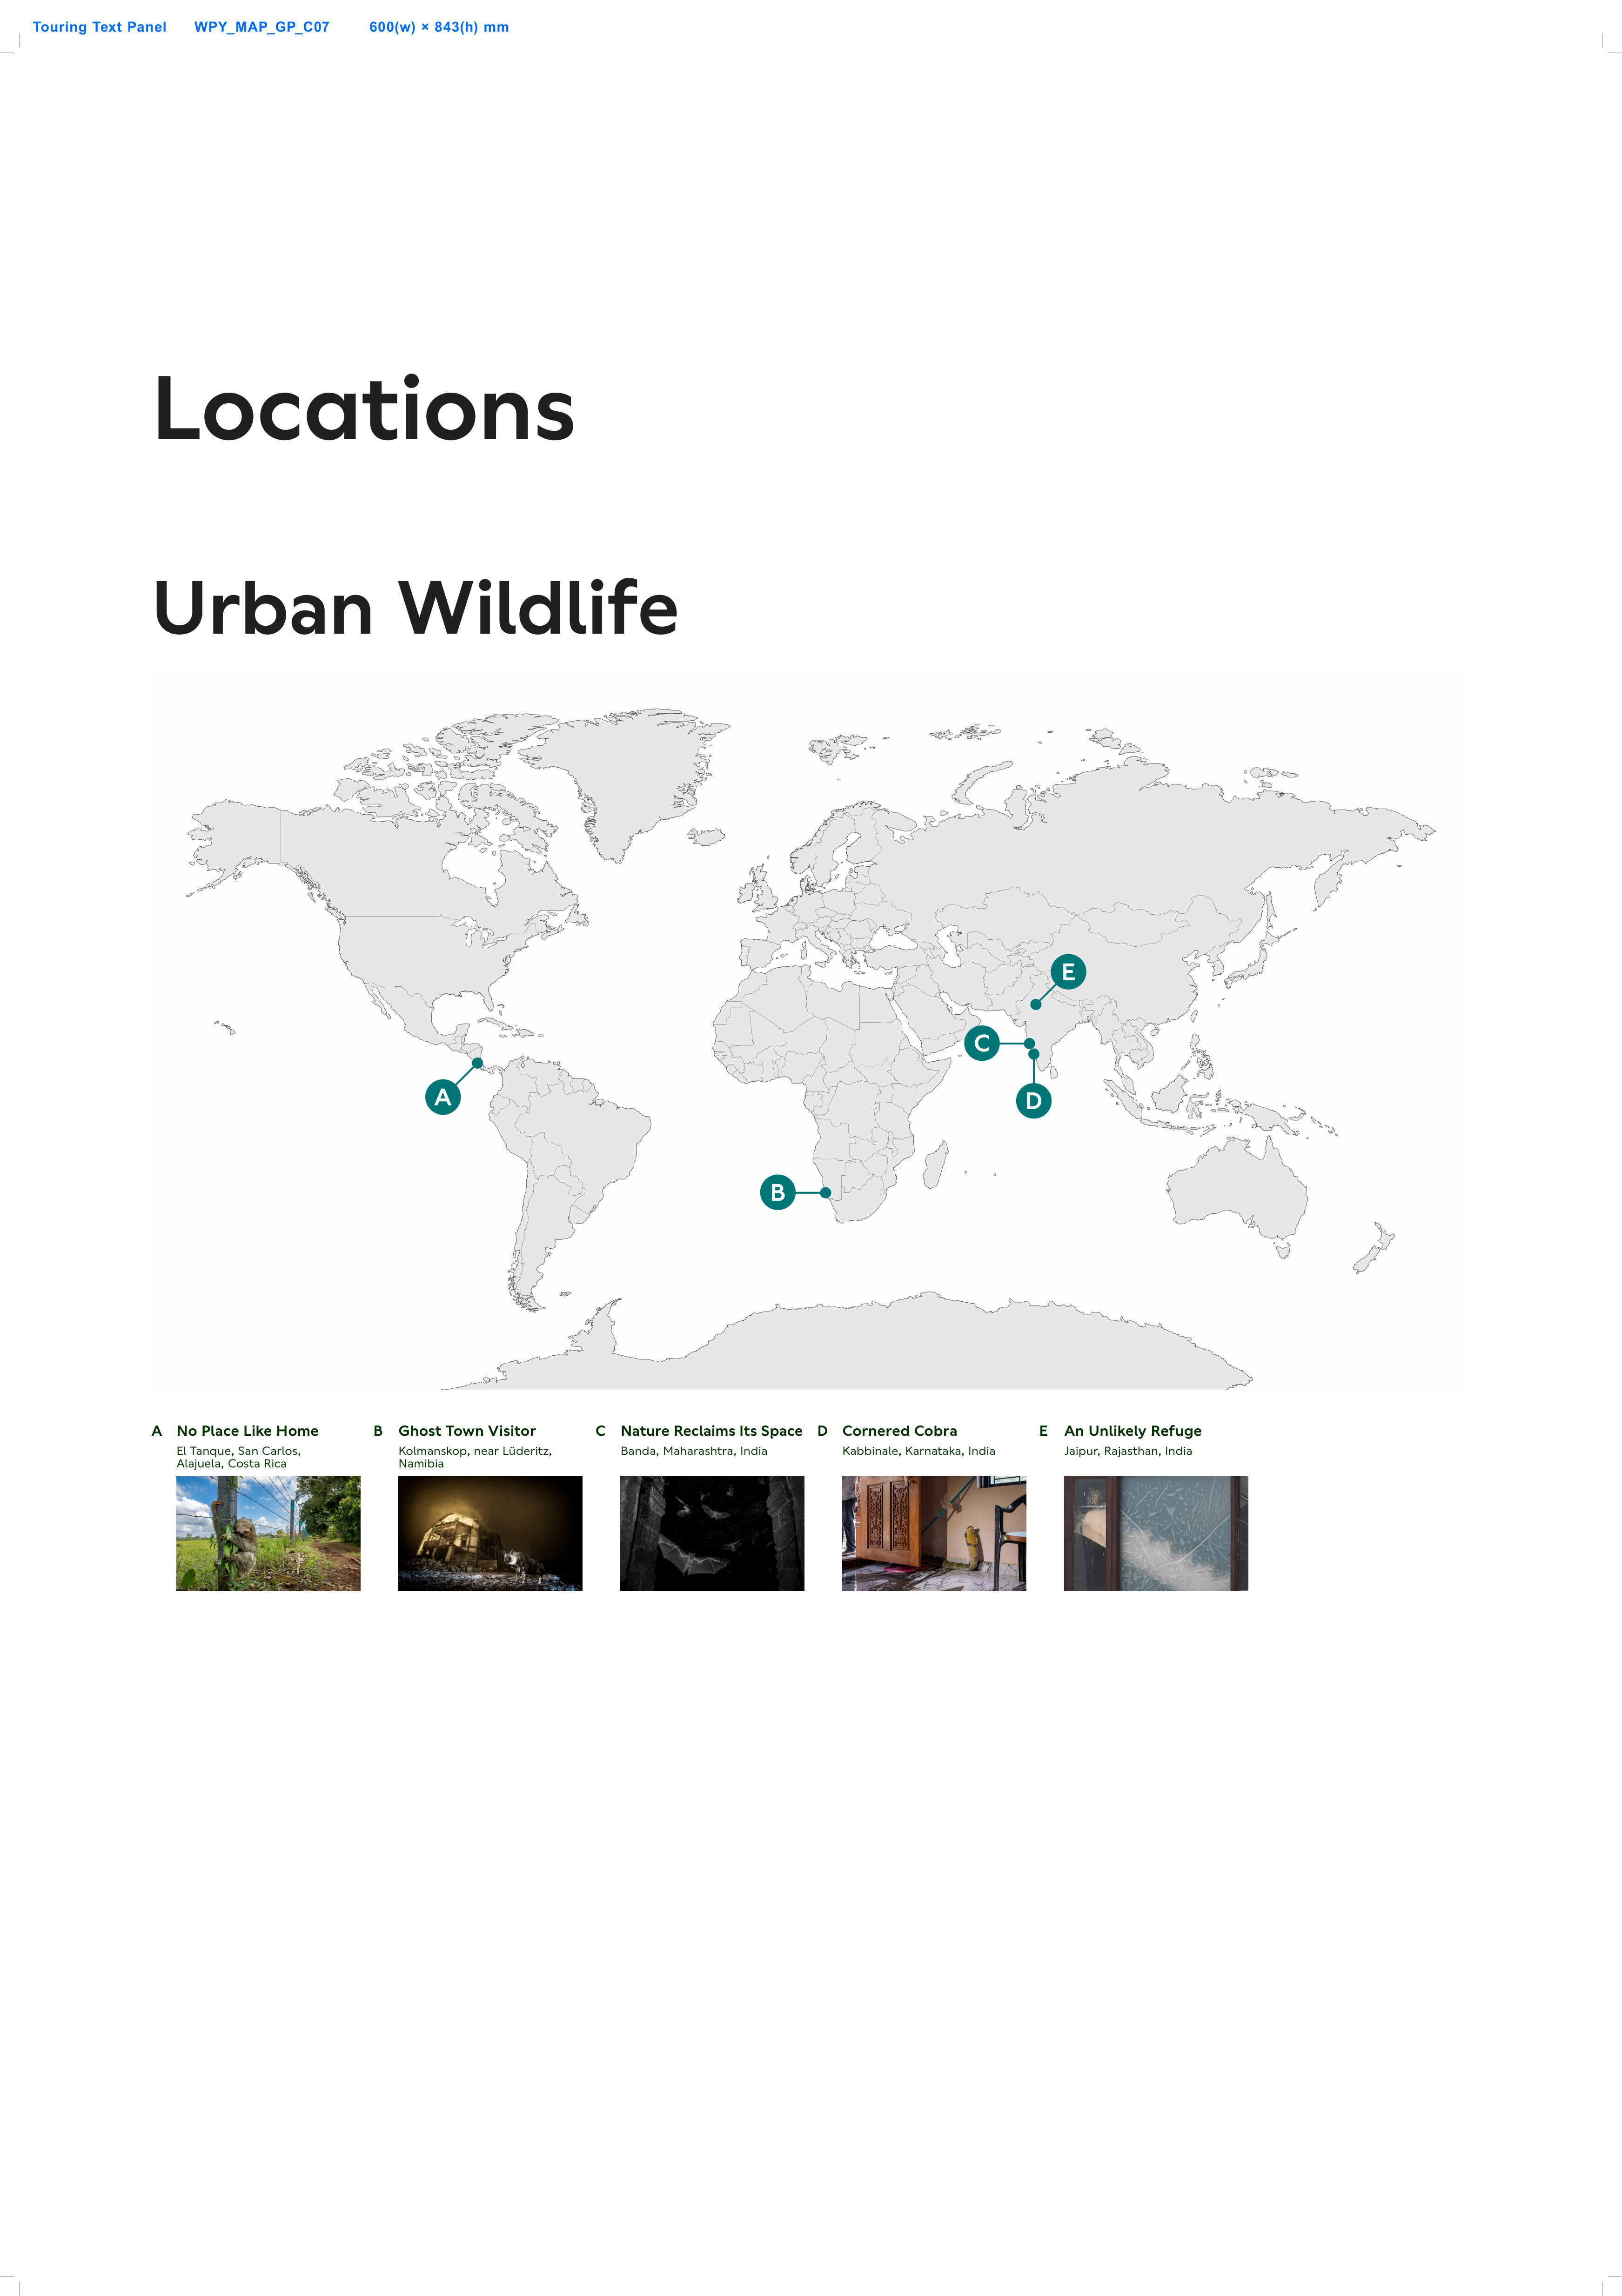 Touring Text Panel WPY_MAP_GP_C07 600(w) × 843(h) mm
Locations
Urban Wildlife
E
C
A
D
B
A No Place Like Home
El Tanque, San Carlos,
Alajuela, Costa Rica
B Ghost Town Visitor
Kolmanskop, near Lüderitz,
Namibia
C Nature Reclaims Its Space
Banda, Maharashtra, India
D Cornered Cobra
Kabbinale, Karnataka, India
E An Unlikely Refuge
Jaipur, Rajasthan, India